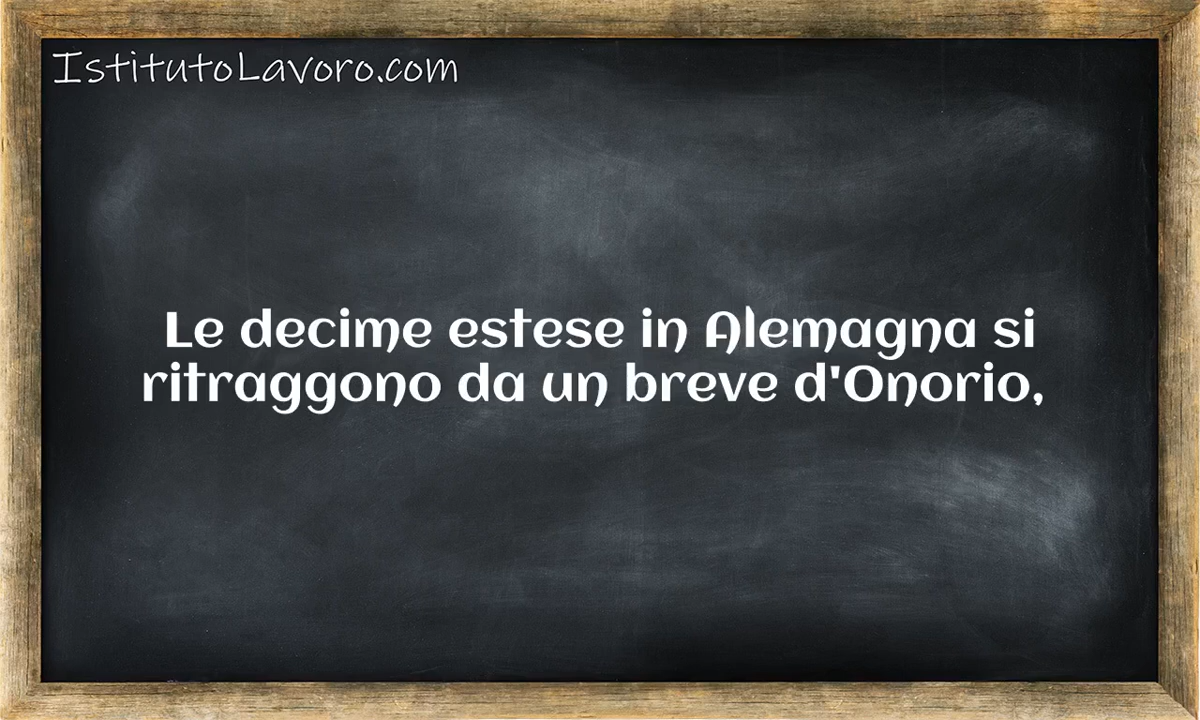 IstitutoLavoro.com
Le decime estese in Alemagna si
ritraggono da un breve d'Onorio,